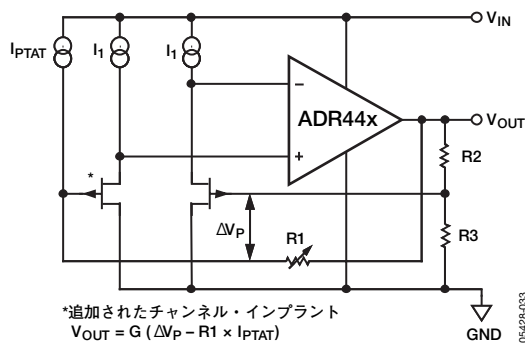 V_IN
I_PTAT
I_1
I_1
−
ADR44x
+
V_OUT
R2
*
ΔV_P
R1
R3
*追加されたチャンネル・インプラント
V_OUT = G (ΔV_P – R1 × I_PTAT)
GND
05428-033